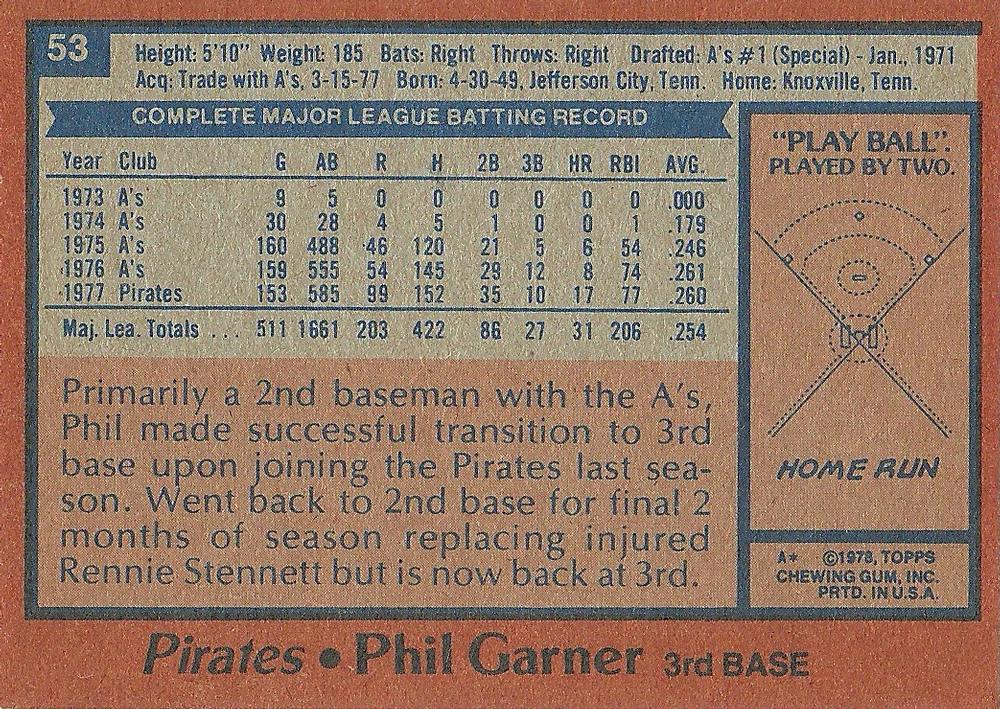 53
Height: 5'10" Weight: 185 Bats: Right Throws: Right Drafted: A's #1 (Special) - Jan., 1971
Acq: Trade with A's, 3-15-77 Born: 4-30-49, Jefferson City, Tenn. Home: Knoxville, Tenn.
COMPLETE MAJOR LEAGUE BATTING RECORD
Year Club G AB R H 2B 3B HR RBI AVG.
1973 A's 9 5 0 0 0 0 0 0 .000
1974 A's 30 28 4 5 1 0 0 1 .179
1975 A's 160 488 46 120 21 5 6 54 .246
1976 A's 159 555 54 145 29 12 8 74 .261
1977 Pirates 153 585 99 152 35 10 17 77 .260
Maj. Lea. Totals ... 511 1661 203 422 86 27 31 206 .254
Primarily a 2nd baseman with the A's,
Phil made successful transition to 3rd
base upon joining the Pirates last sea-
son. Went back to 2nd base for final 2
months of season replacing injured
Rennie Stennett but is now back at 3rd.
"PLAY BALL".
PLAYED BY TWO.
HOME RUN
A* ©1978, TOPPS
CHEWING GUM, INC.
PRTD. IN U.S.A.
Pirates • Phil Garner 3rd BASE